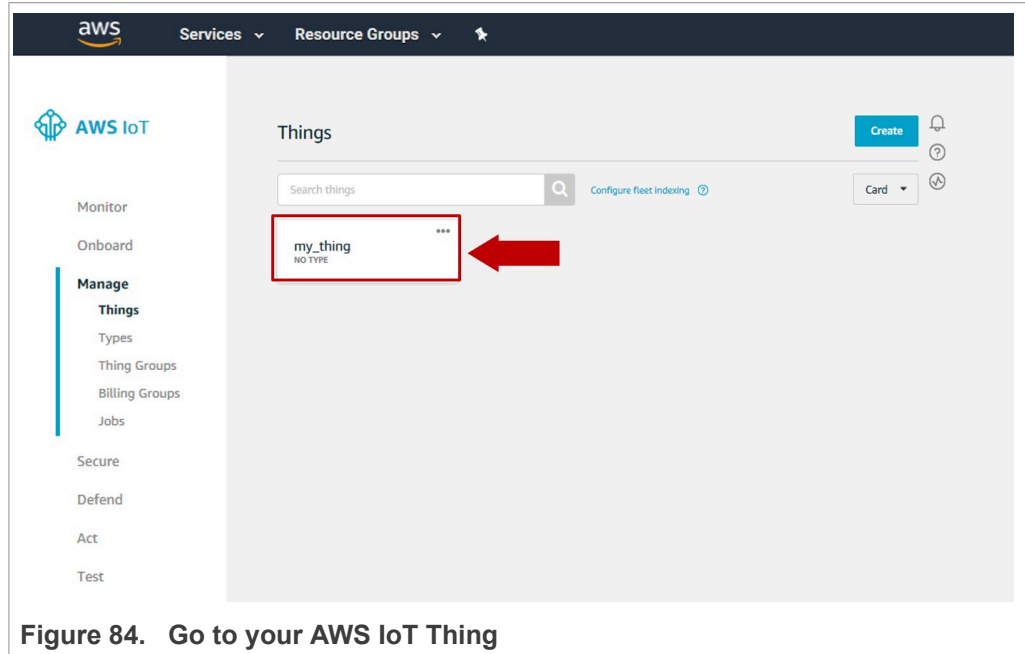 aws
Services
Resource Groups
AWS IoT
Monitor
Onboard
Manage
Things
Types
Thing Groups
Billing Groups
Jobs
Secure
Defend
Act
Test
Things
Create
Search things
Configure fleet indexing ?
Card
?
my_thing
NO TYPE
Figure 84. Go to your AWS IoT Thing